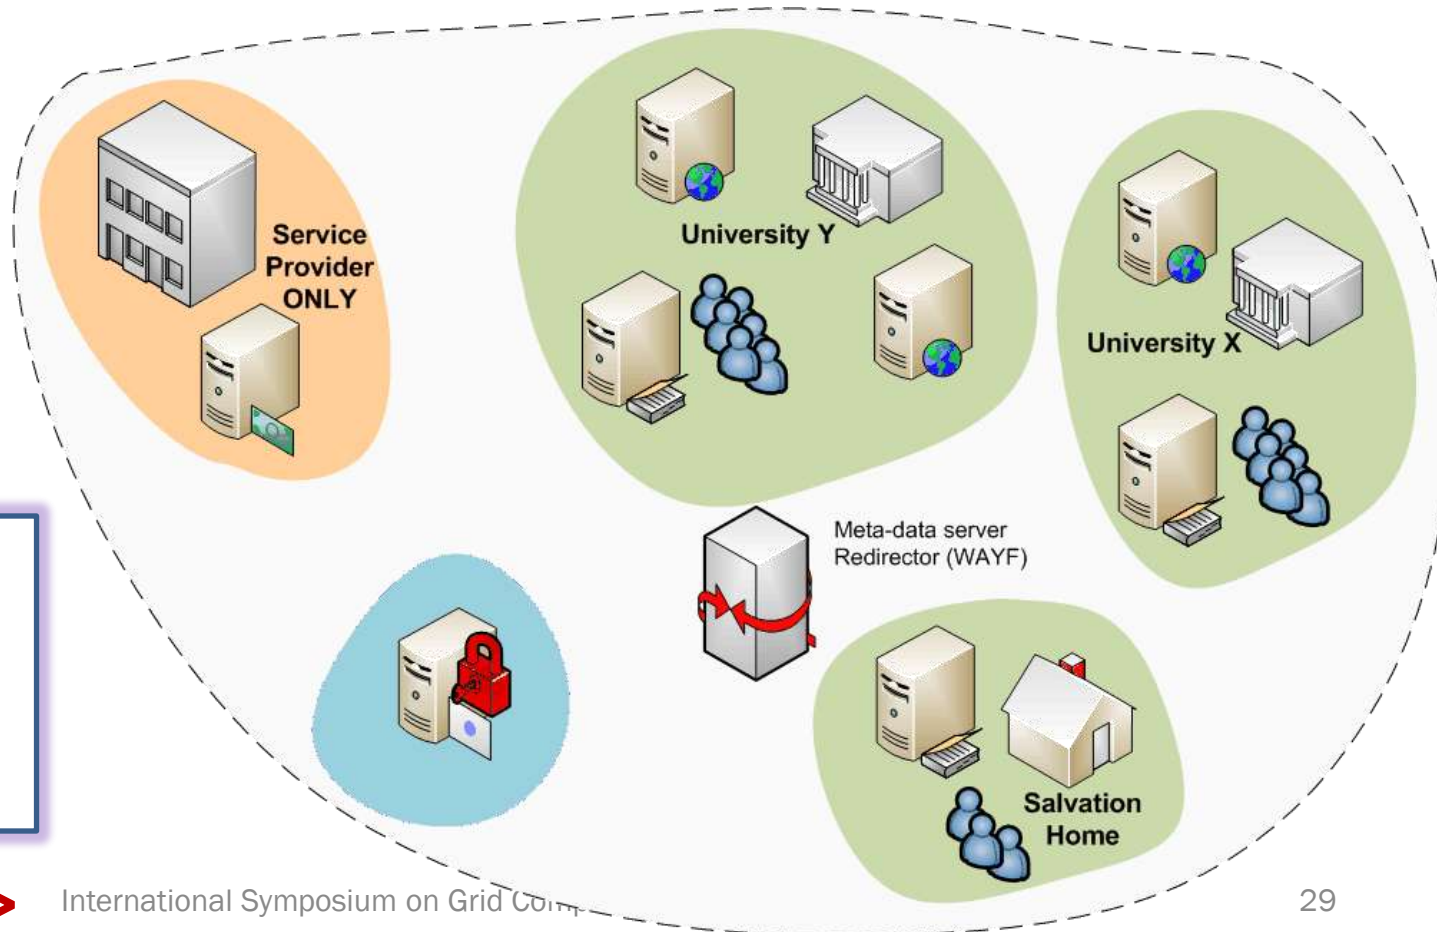 University Y
Service
Provider
ONLY
University X
Meta-data server
Redirector (WAYF)
Salvation
Home
International Symposium on Grid
29